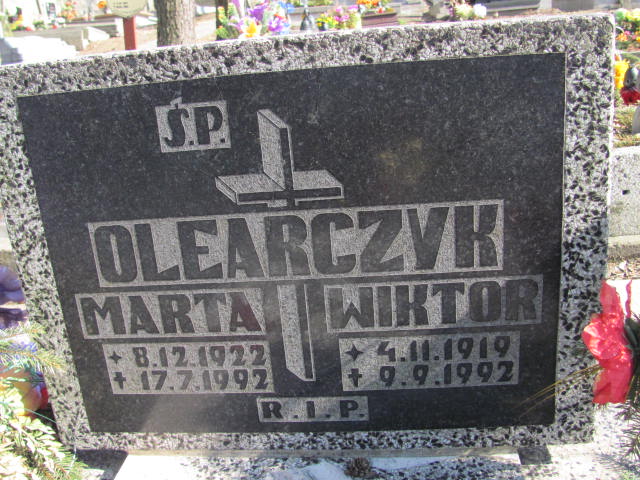 Ś.P.
OLEARCZYK
MARTA WIKTOR
8.12.1922 4.11.1919
17.7.1992 9.9.1992
R.I.P.